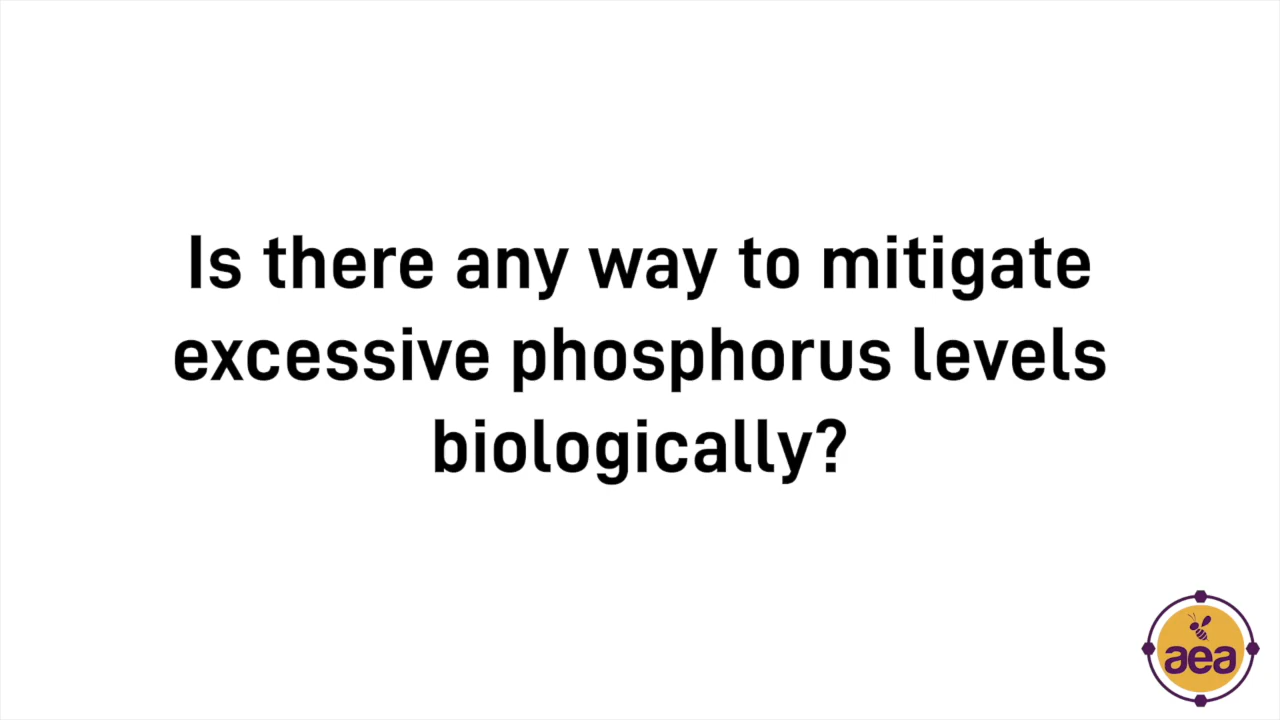 Is there any way to mitigate
excessive phosphorus levels
biologically?
aea